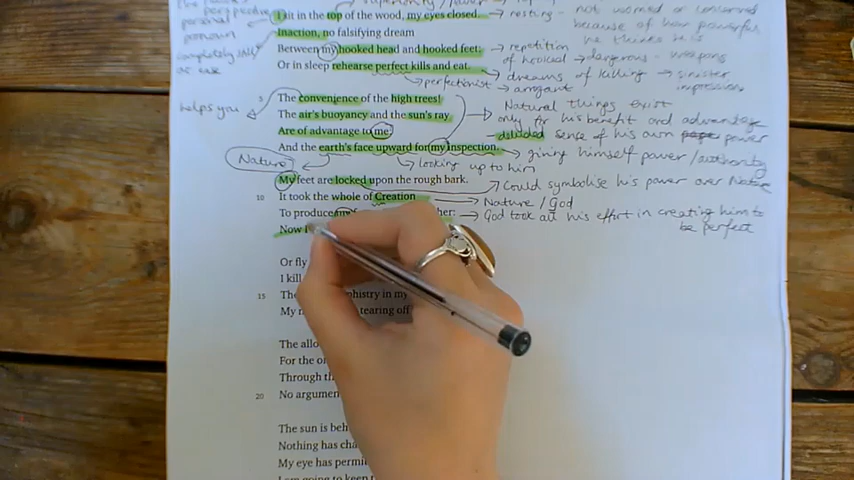 personal
pronoun
I sit in the top of the wood, my eyes closed. → resting - not worried or concerned
because of how powerful
he thinks he is
Inaction, no falsifying dream
Between my hooked head and hooked feet: → repetition
of hooked → dangerous - weapons
completely still
Or in sleep rehearse perfect kills and eat. → dreams of killing → sinister
impression
→ perfectionist → arrogant
helps you
5 The convenience of the high trees!
The air's buoyancy and the sun's ray
Are of advantage to me;
And the earth's face upward for my inspection.
Natural things exist
only for his benefit and advantage
- deluded sense of his own power
→ giving himself power/authority
Nature
→ looking up to him
My feet are locked upon the rough bark.
→ Could symbolise his power over Nature
10 It took the whole of Creation
→ Nature / God
To produce
→ God took all his effort in creating him to
be perfect
Now I
Or fly
I kill
15 The
My tearing off
The allo
For the o
Through t
20 No argumen
The sun is beh
Nothing has cha
My eye has permi
I am going to keep t